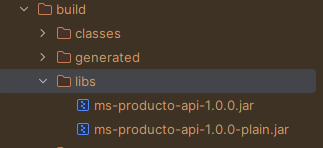 build
classes
generated
libs
ms-producto-api-1.0.0.jar
ms-producto-api-1.0.0-plain.jar